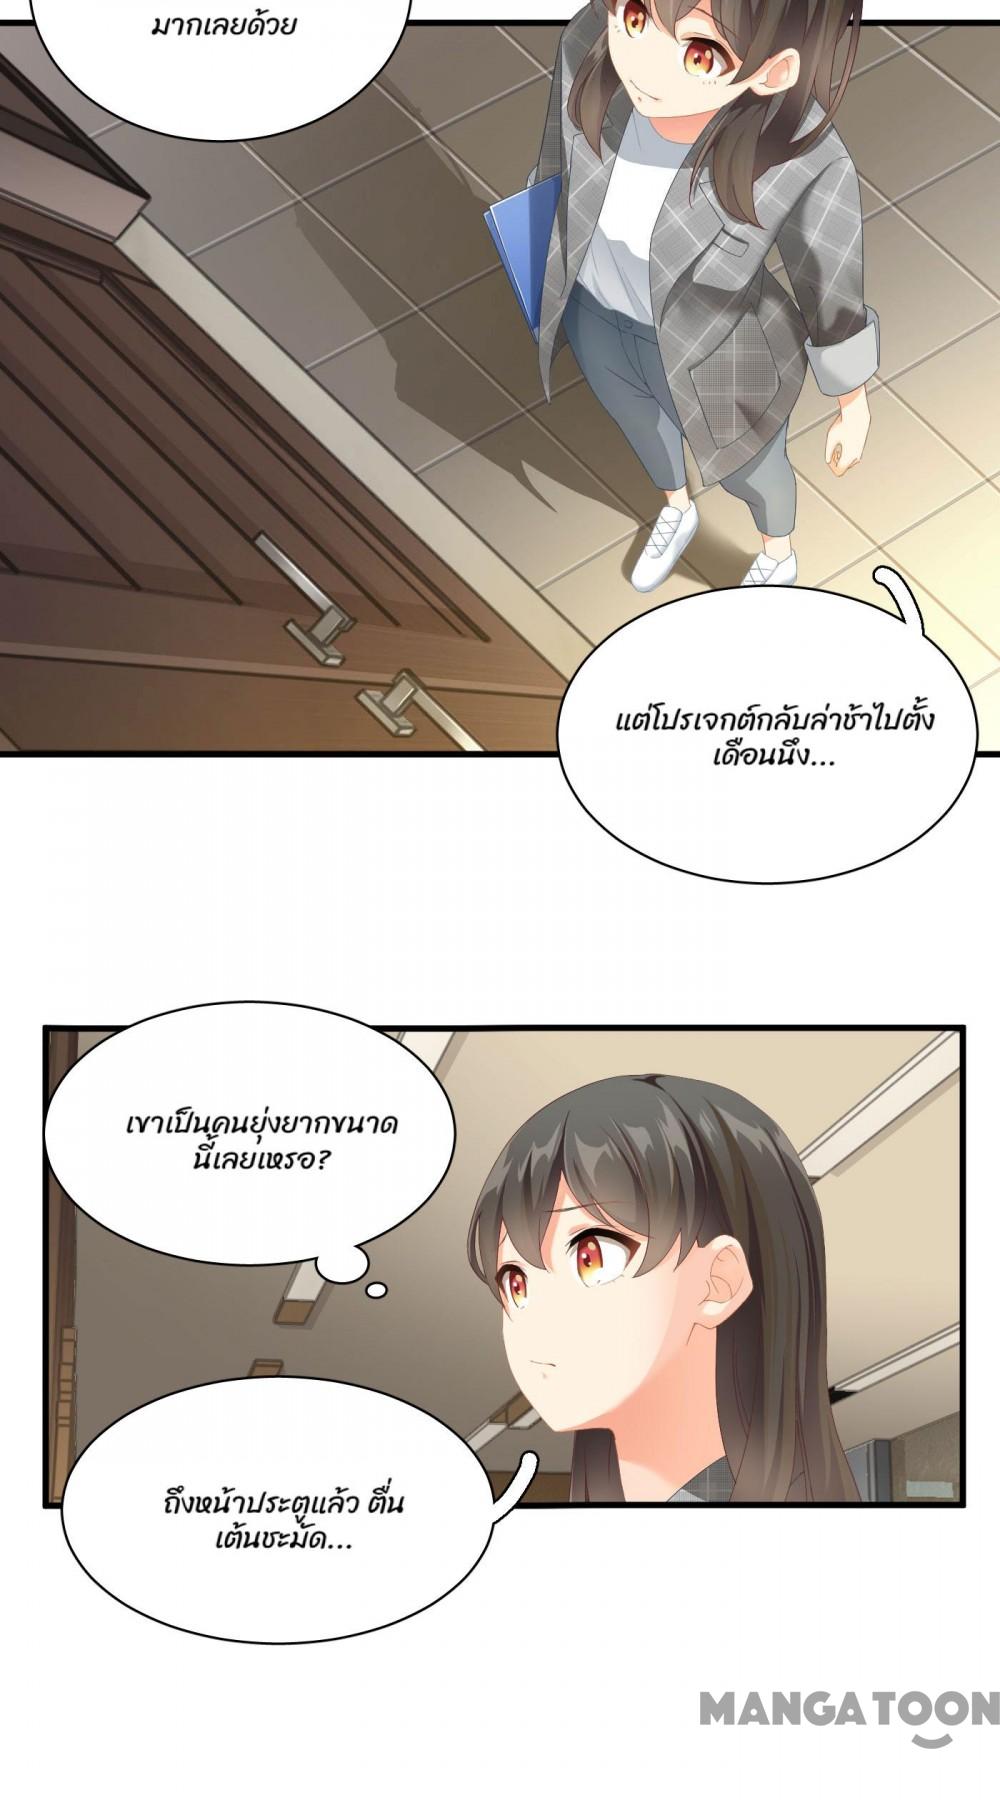 มากเลยด้วย
แต่โปรเจกต์กลับล่าช้าไปตั้ง
เดือนนึง...
เขาเป็นคนยุ่งยากขนาด
นี้เลยเหรอ?
ถึงหน้าประตูแล้ว ตื่น
เต้นชะมัด...
MANGATOON